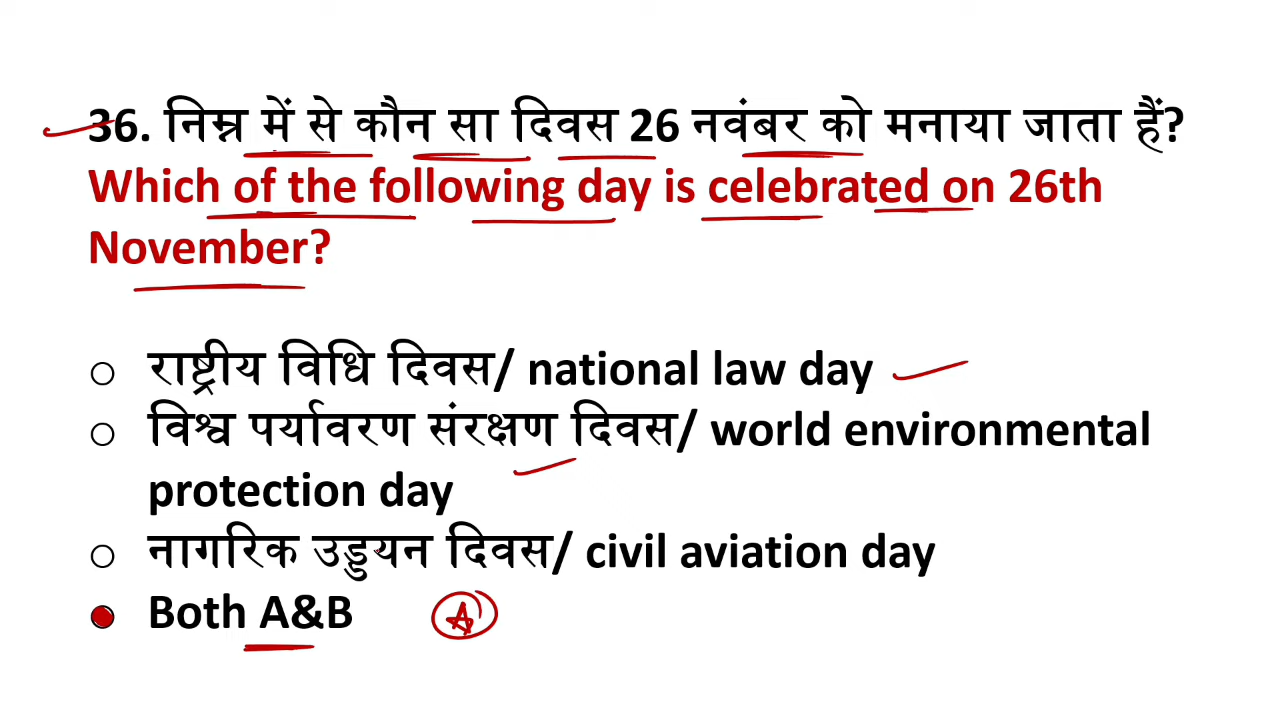 36. निम्न में से कौन सा दिवस 26 नवंबर को मनाया जाता हैं?
Which of the following day is celebrated on 26th
November?
राष्ट्रीय विधि दिवस/ national law day
विश्व पर्यावरण संरक्षण दिवस/ world environmental
protection day
नागरिक उड्डयन दिवस/ civil aviation day
Both A&B